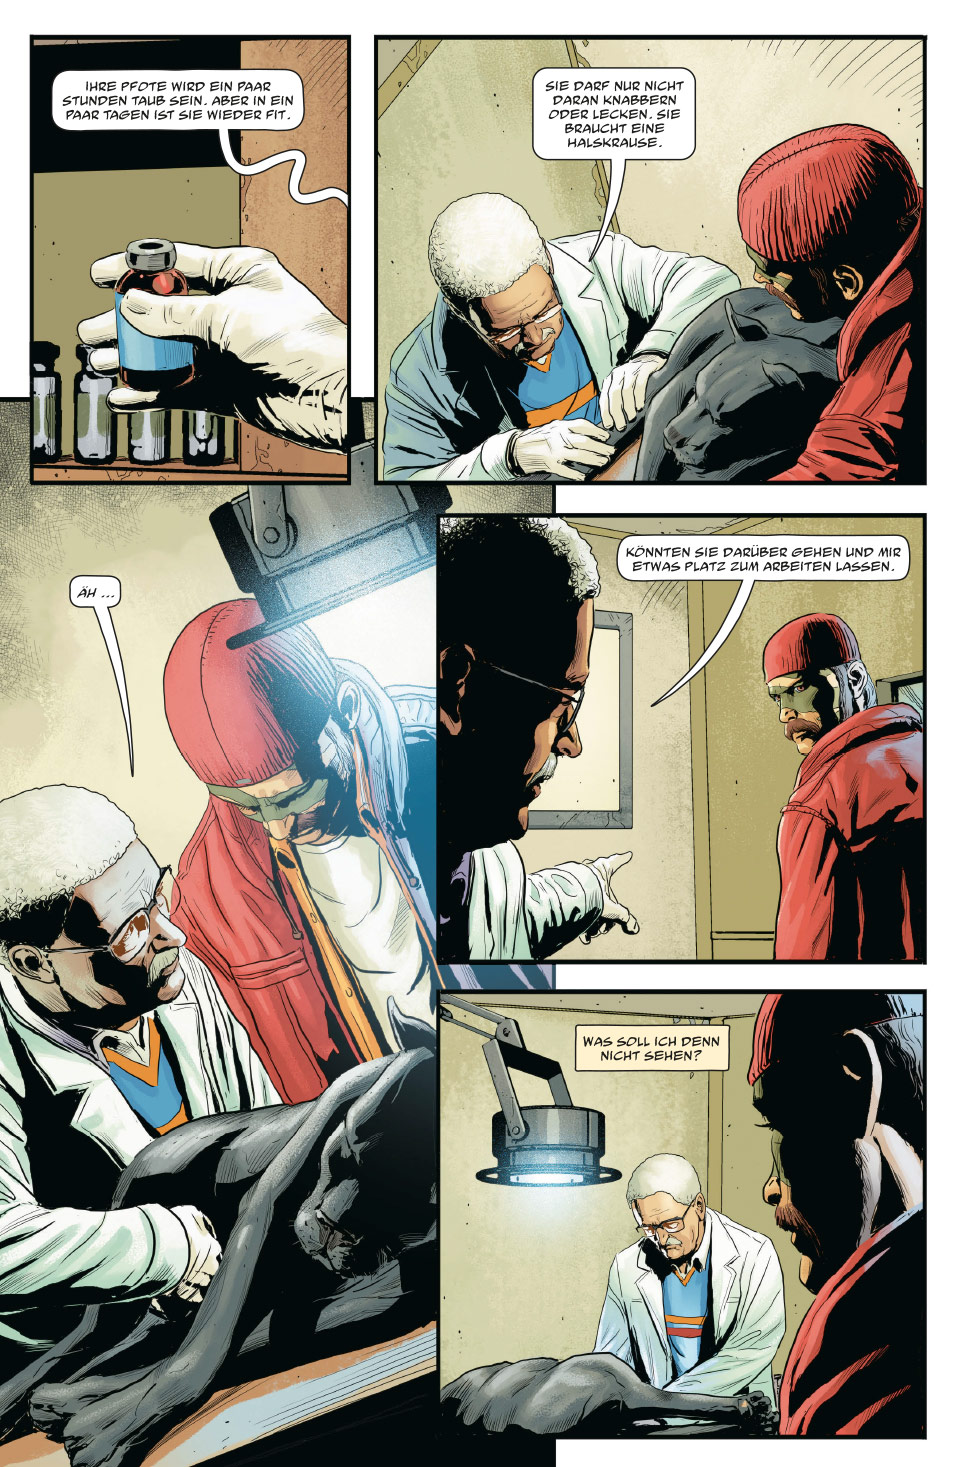 IHRE PFOTE WIRD EIN PAAR
STUNDEN TAUB SEIN. ABER IN EIN
PAAR TAGEN IST SIE WIEDER FIT.
SIE DARF NUR NICHT
DARAN KNABBERN
ODER LECKEN. SIE
BRAUCHT EINE
HALSKRAUSE.
ÄH ...
KÖNNTEN SIE DARÜBER GEHEN UND MIR
ETWAS PLATZ ZUM ARBEITEN LASSEN.
WAS SOLL ICH DENN
NICHT SEHEN?